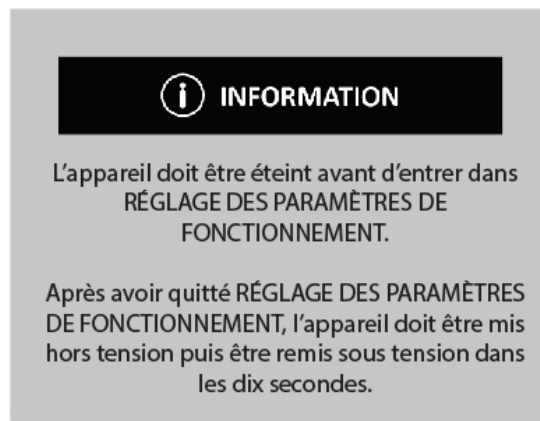 i INFORMATION
L'appareil doit être éteint avant d'entrer dans
RÉGLAGE DES PARAMÈTRES DE
FONCTIONNEMENT.
Après avoir quitté RÉGLAGE DES PARAMÈTRES
DE FONCTIONNEMENT, l'appareil doit être mis
hors tension puis être remis sous tension dans
les dix secondes.